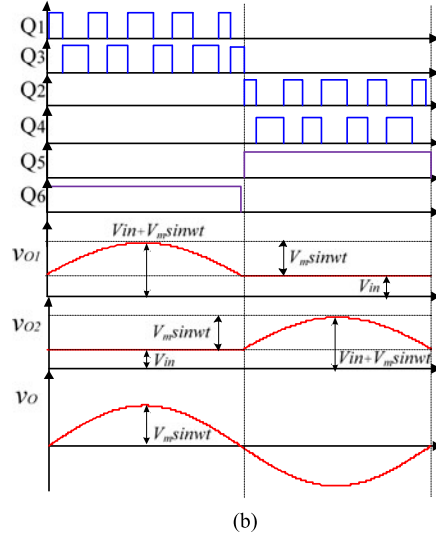 Q1
Q3
Q2
Q4
Q5
Q6
Vin+Vmsinwt
vO1
Vmsinwt
Vin
vO2
Vmsinwt
Vin
Vin+Vmsinwt
vO
Vmsinwt
(b)